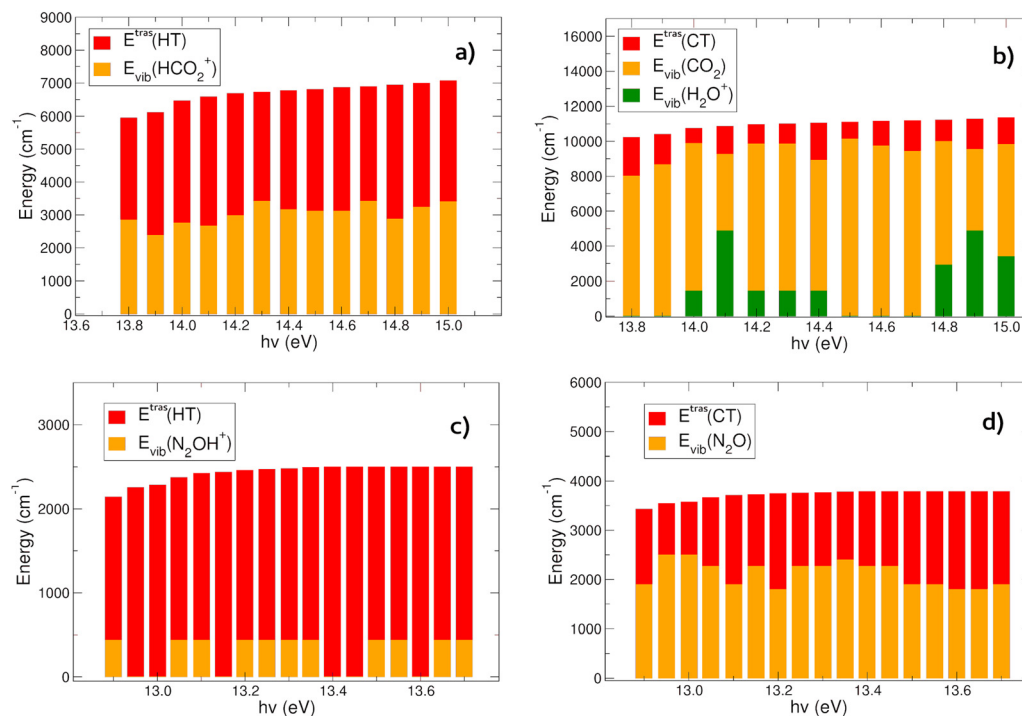 a)
E^tras(HT)
E_vib(HCO_2^+)
Energy (cm^-1)
9000
8000
7000
6000
5000
4000
3000
2000
1000
0
13.6 13.8 14.0 14.2 14.4 14.6 14.8 15.0
hν (eV)
b)
E^tras(CT)
E_vib(CO_2)
E_vib(H_2O^+)
Energy (cm^-1)
16000
14000
12000
10000
8000
6000
4000
2000
0
13.8 14.0 14.2 14.4 14.6 14.8 15.0
hν (eV)
c)
E^tras(HT)
E_vib(N_2OH^+)
Energy (cm^-1)
3000
2000
1000
0
13.0 13.2 13.4 13.6
hν (eV)
d)
E^tras(CT)
E_vib(N_2O)
Energy (cm^-1)
6000
5000
4000
3000
2000
1000
0
13.0 13.2 13.4 13.6
hν (eV)